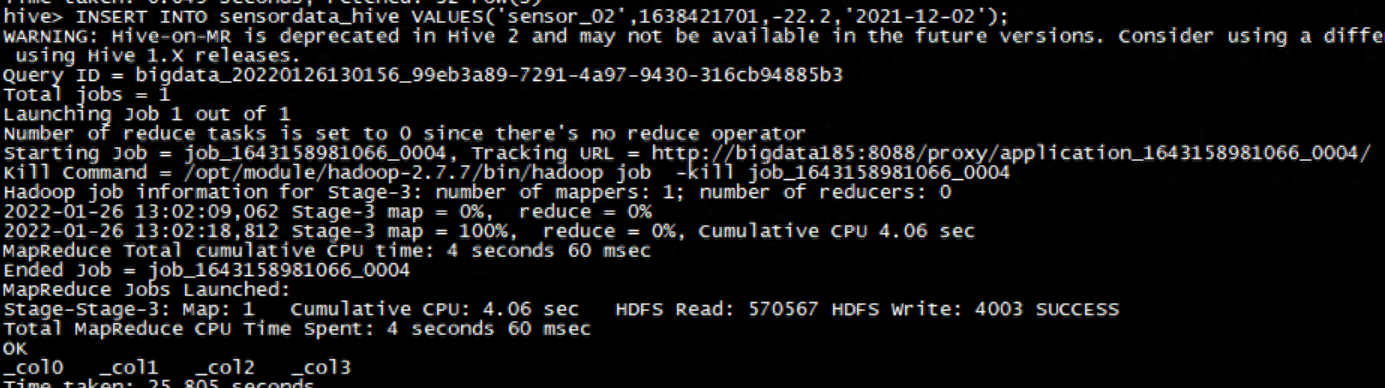 Time taken: 0.049 seconds, Fetched: 32 row(s)
hive> INSERT INTO sensordata_hive VALUES('sensor_02',1638421701,-22.2,'2021-12-02');
WARNING: Hive-on-MR is deprecated in Hive 2 and may not be available in the future versions. Consider using a diffe
using Hive 1.X releases.
Query ID = bigdata_20220126130156_99eb3a89-7291-4a97-9430-316cb94885b3
Total jobs = 1
Launching Job 1 out of 1
Number of reduce tasks is set to 0 since there's no reduce operator
Starting Job = job_1643158981066_0004, Tracking URL = http://bigdata185:8088/proxy/application_1643158981066_0004/
Kill Command = /opt/module/hadoop-2.7.7/bin/hadoop job  -kill job_1643158981066_0004
Hadoop job information for Stage-3: number of mappers: 1; number of reducers: 0
2022-01-26 13:02:09,062 Stage-3 map = 0%,  reduce = 0%
2022-01-26 13:02:18,812 Stage-3 map = 100%,  reduce = 0%, Cumulative CPU 4.06 sec
MapReduce Total cumulative CPU time: 4 seconds 60 msec
Ended Job = job_1643158981066_0004
MapReduce Jobs Launched:
Stage-Stage-3: Map: 1   Cumulative CPU: 4.06 sec   HDFS Read: 570567 HDFS Write: 4003 SUCCESS
Total MapReduce CPU Time Spent: 4 seconds 60 msec
OK
_col0   _col1   _col2   _col3
Time taken: 25.805 seconds